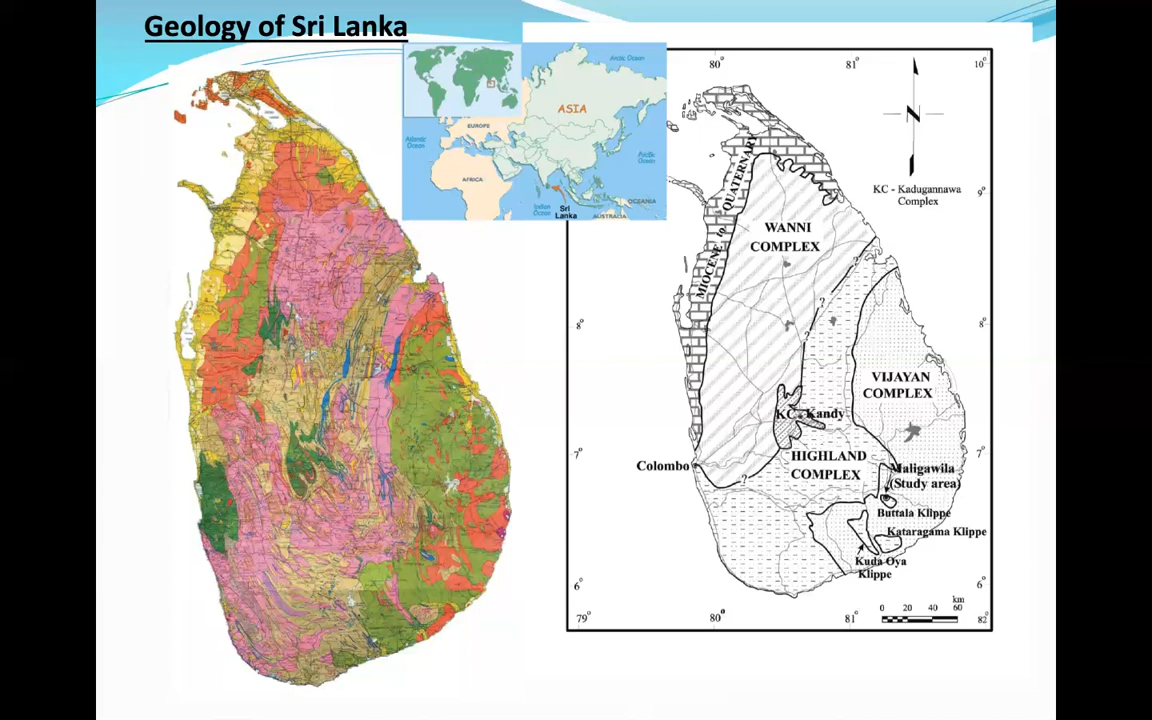 Geology of Sri Lanka
Arctic Ocean
ASIA
EUROPE
Atlantic
Ocean
Pacific
Ocean
AFRICA
Indian
Ocean
OCEANIA
Sri
Lanka
AUSTRALIA
80°
81°
10°
N
KC - Kadugannawa
Complex
9°
MIOCENE to QUATERNARY
WANNI
COMPLEX
?
?
?
8°
8°
VIJAYAN
COMPLEX
KC
Kandy
7°
7°
HIGHLAND
COMPLEX
Colombo
Maligawila
(Study area)
?
Buttala Klippe
Kataragama Klippe
Kuda Oya
Klippe
6°
6°
km
0 20 40 60
79°
80°
81°
82